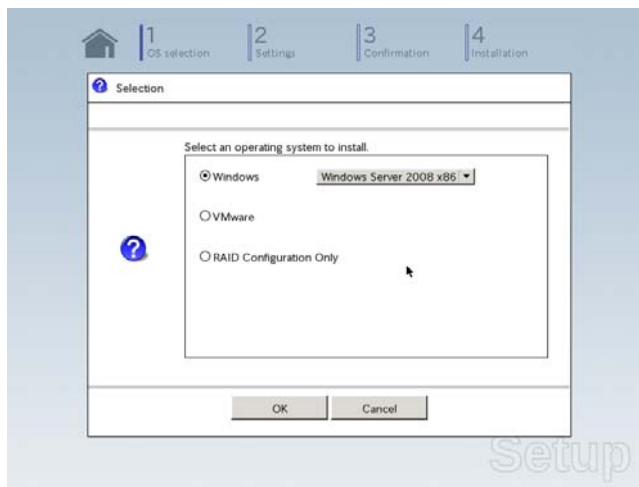 1 2 3 4
OS selection Settings Confirmation Installation
Selection
Select an operating system to install.
Windows Windows Server 2008 x86
VMware
RAID Configuration Only
OK Cancel
Setup